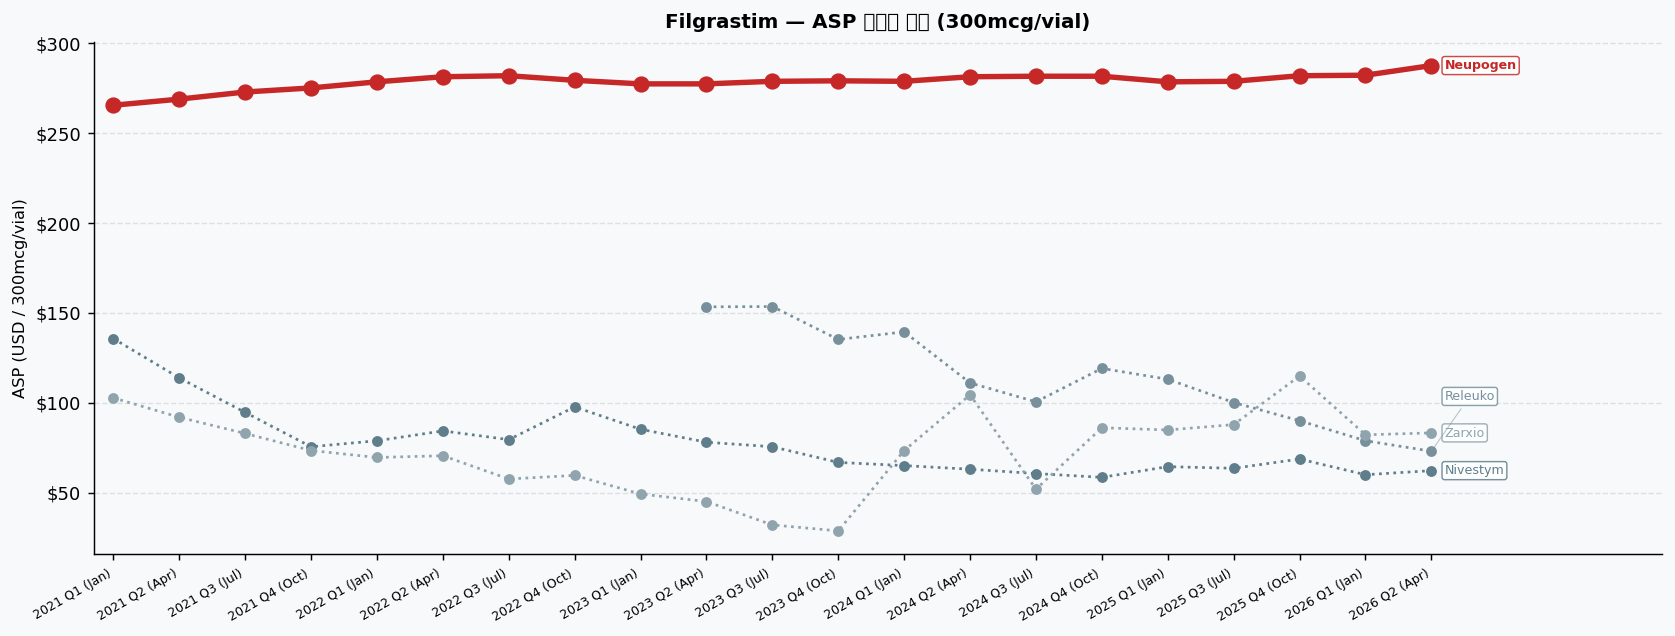 Filgrastim — ASP (300mcg/vial)
ASP (USD / 300mcg/vial)
$300
$250
$200
$150
$100
$50
Neupogen
Releuko
Zarxio
Nivestym
2021 Q1 (Jan)
2021 Q2 (Apr)
2021 Q3 (Jul)
2021 Q4 (Oct)
2022 Q1 (Jan)
2022 Q2 (Apr)
2022 Q3 (Jul)
2022 Q4 (Oct)
2023 Q1 (Jan)
2023 Q2 (Apr)
2023 Q3 (Jul)
2023 Q4 (Oct)
2024 Q1 (Jan)
2024 Q2 (Apr)
2024 Q3 (Jul)
2024 Q4 (Oct)
2025 Q1 (Jan)
2025 Q3 (Jul)
2025 Q4 (Oct)
2026 Q1 (Jan)
2026 Q2 (Apr)